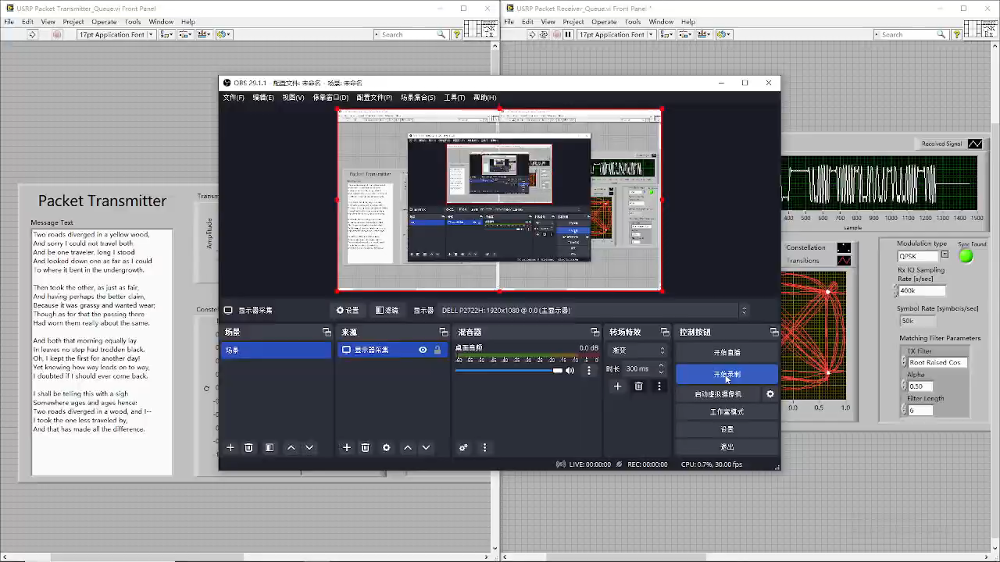 USRP Packet Transmitter_Queue.vi Front Panel
File Edit View Project Operate Tools Window Help
17pt Application Font
Search
USRP Packet Receiver_Queue.vi Front Panel *
File Edit View Project Operate Tools Window Help
17pt Application Font
Search
Packet Transmitter
Message Text
Two roads diverged in a yellow wood,
And sorry I could not travel both
And be one traveler, long I stood
And looked down one as far as I could
To where it bent in the undergrowth.
Then took the other, as just as fair,
And having perhaps the better claim,
Because it was grassy and wanted wear;
Though as for that the passing there
Had worn them really about the same.
And both that morning equally lay
In leaves no step had trodden black.
Oh, I kept the first for another day!
Yet knowing how way leads on to way,
I doubted if I should ever come back.
I shall be telling this with a sigh
Somewhere ages and ages hence:
Two roads diverged in a wood, and I--
I took the one less traveled by,
And that has made all the difference.
Amplitude
OBS 29.1.1 - 配置文件: 未命名 - 场景: 未命名
文件(F) 编辑(E) 视图(V) 停靠窗口(D) 配置文件(P) 场景集合(S) 工具(T) 帮助(H)
Packet Transmitter
设置
显示器
1920x1080 @ 0,0 (主显示器)
来源
混音器
转场特效
控制按钮
显示器采集
桌面音频
0.0 dB
-60 -55 -50 -45 -40 -35 -30 -25 -20 -15 -10 -5 0
渐变
时长 300 ms
开始直播
开始录制
启动虚拟摄像机
工作室模式
设置
退出
LIVE: 00:00:00
REC: 00:00:00
CPU: 0.7%, 30.00 fps
Received Signal
400 500 600 700 800 900 1000 1100 1200 1300 1400 1500
sample
Constellation
Transitions
0.0 0.5 1.0
Modulation type
QPSK
Sync Found
Rx IQ Sampling
Rate [s/sec]
400k
Symbol Rate [symbols/sec]
50k
Matching Filter Parameters
TX Filter
Root Raised Cos
Alpha
0.50
Filter Length
6